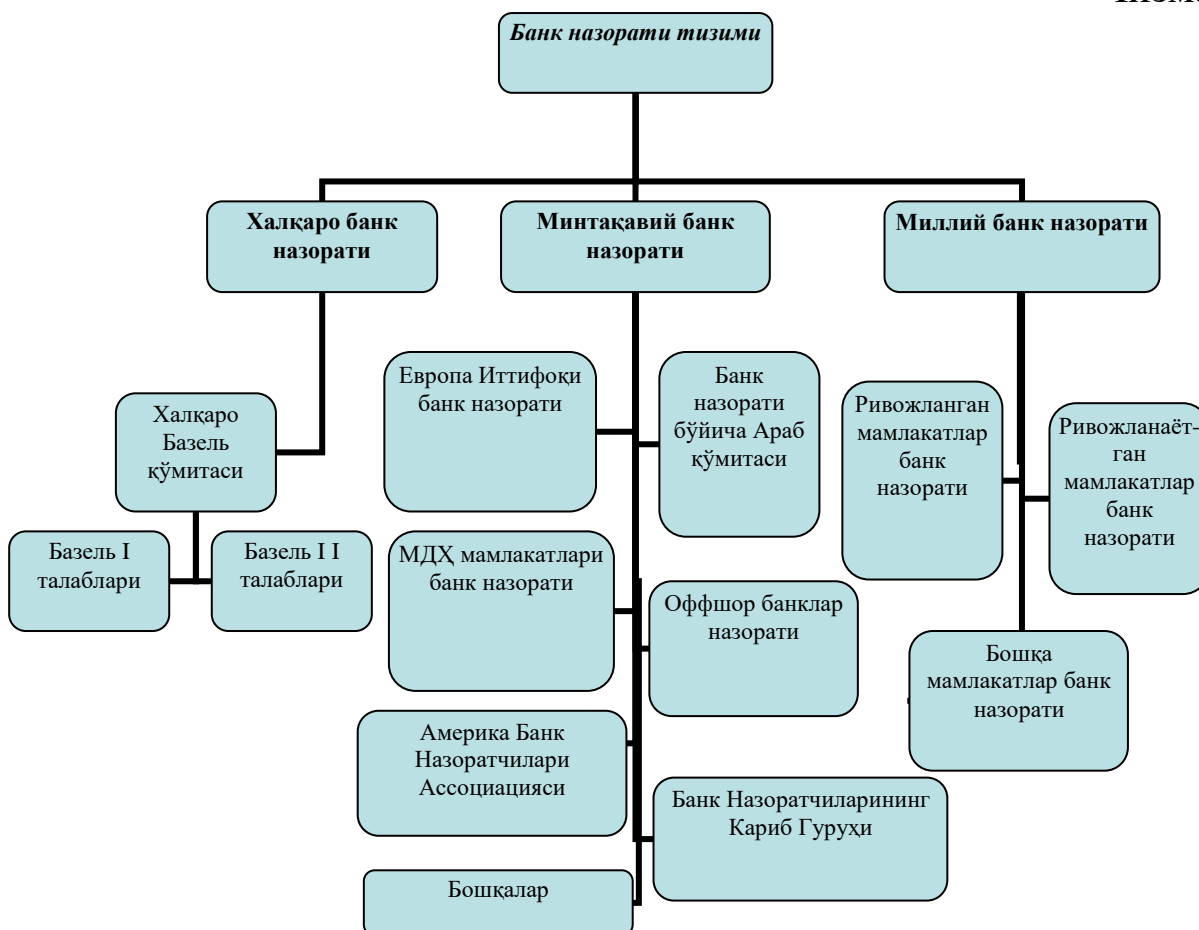 Банк назорати тизими
Халқаро банк
назорати
Минтақавий банк
назорати
Миллий банк назорати
Европа Иттифоқи
банк назорати
Банк
назорати
бўйича Араб
қўмитаси
Ривожланган
мамлакатлар
банк
назорати
Ривожланаёт-
ган
мамлакатлар
банк
назорати
Халқаро
Базель
қўмитаси
Базель I
талаблари
Базель I I
талаблари
МДҲ мамлакатлари
банк назорати
Оффшор банклар
назорати
Бошқа
мамлакатлар банк
назорати
Америка Банк
Назоратчилари
Ассоциацияси
Банк Назоратчиларининг
Кариб Гуруҳи
Бошқалар